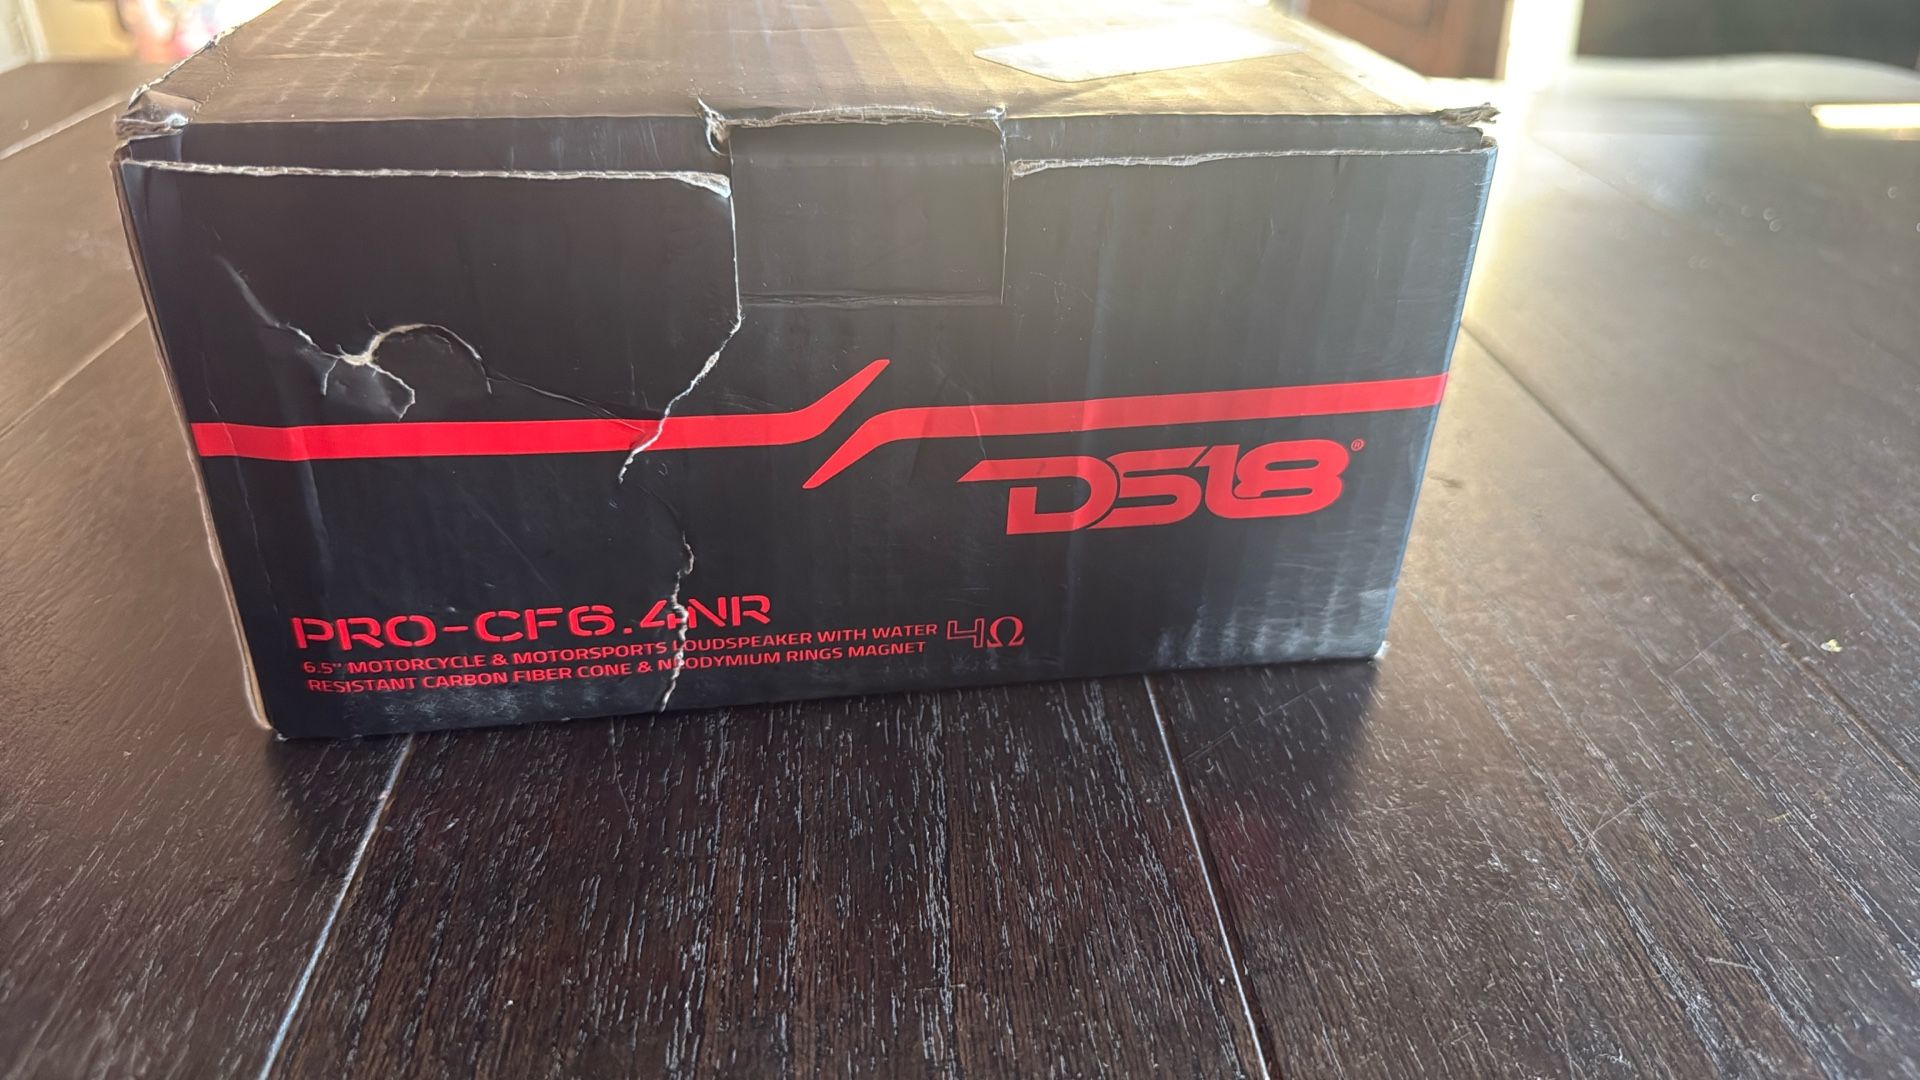 DS18®
PRO-CF6.4NR
6.5" MOTORCYCLE & MOTORSPORTS LOUDSPEAKER WITH WATER
RESISTANT CARBON FIBER CONE & NEODYMIUM RINGS MAGNET
4Ω